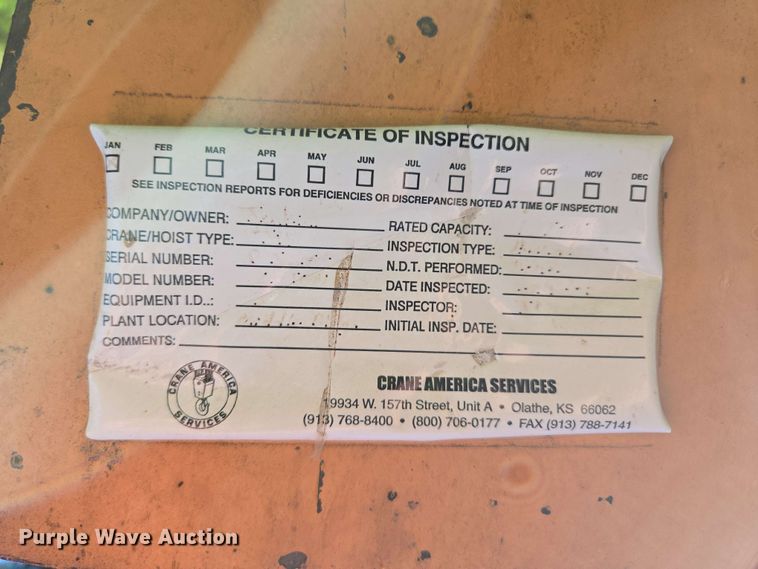 CERTIFICATE OF INSPECTION
JAN FEB MAR APR MAY JUN JUL AUG SEP OCT NOV DEC
SEE INSPECTION REPORTS FOR DEFICIENCIES OR DISCREPANCIES NOTED AT TIME OF INSPECTION
COMPANY/OWNER: RATED CAPACITY:
CRANE/HOIST TYPE: INSPECTION TYPE:
SERIAL NUMBER: N.D.T. PERFORMED:
MODEL NUMBER: DATE INSPECTED:
EQUIPMENT I.D..: INSPECTOR:
PLANT LOCATION: INITIAL INSP. DATE:
COMMENTS:
CRANE AMERICA SERVICES
CRANE AMERICA SERVICES
19934 W. 157th Street, Unit A • Olathe, KS 66062
(913) 768-8400 • (800) 706-0177 • FAX (913) 788-7141
Purple Wave Auction